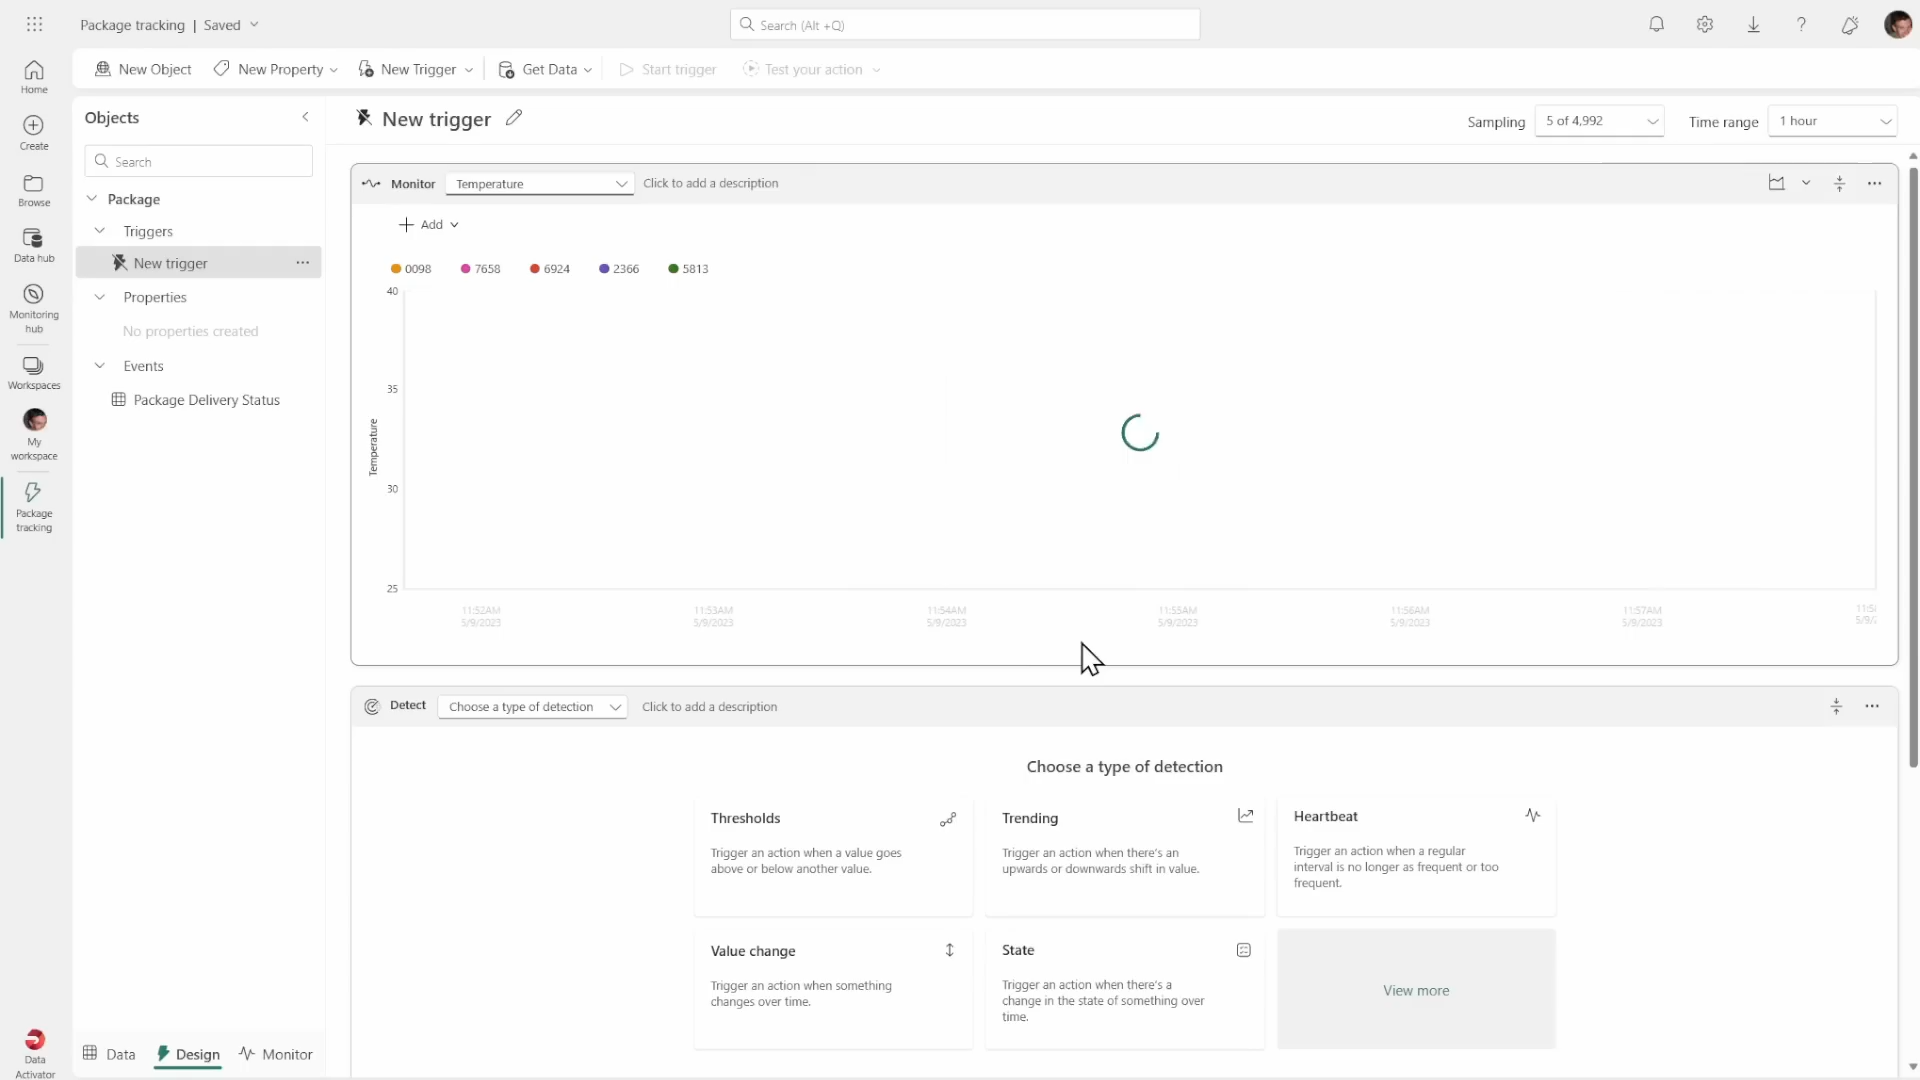 Package tracking | Saved
Search (Alt +Q)
New Object
New Property
New Trigger
Get Data
Start trigger
Test your action
Home
Create
Browse
Data hub
Monitoring
hub
Workspaces
My
workspace
Package
tracking
Data
Activator
Objects
Search
Package
Triggers
New trigger
Properties
No properties created
Events
Package Delivery Status
Data
Design
Monitor
New trigger
Sampling
5 of 4,992
Time range
1 hour
Monitor
Temperature
Click to add a description
Add
0098
7658
6924
2366
5813
Temperature
40
35
30
25
11:52AM
5/9/2023
11:53AM
5/9/2023
11:54AM
5/9/2023
11:55AM
5/9/2023
11:56AM
5/9/2023
11:57AM
5/9/2023
Detect
Choose a type of detection
Click to add a description
Choose a type of detection
Thresholds
Trigger an action when a value goes
above or below another value.
Trending
Trigger an action when there's an
upwards or downwards shift in value.
Heartbeat
Trigger an action when a regular
interval is no longer as frequent or too
frequent.
Value change
Trigger an action when something
changes over time.
State
Trigger an action when there's a
change in the state of something over
time.
View more